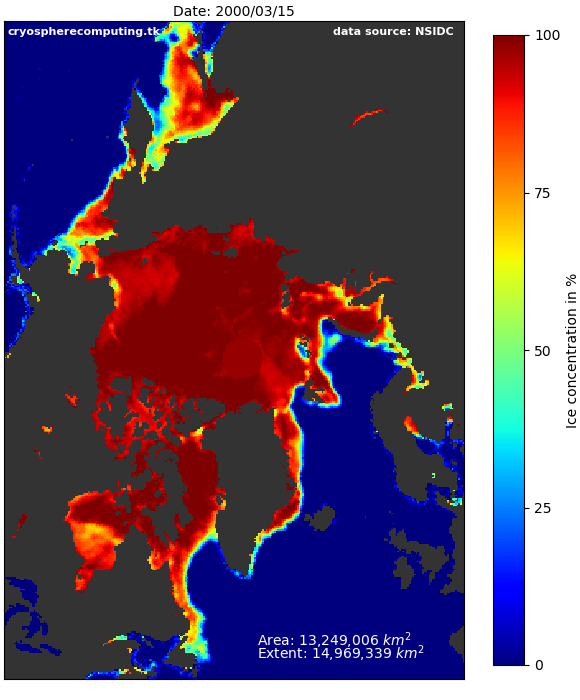 Date: 2000/03/15
cryospherecomputing.tk
data source: NSIDC
100
75
50
25
0
Ice concentration in %
Area: 13,249,006 km²
Extent: 14,969,339 km²